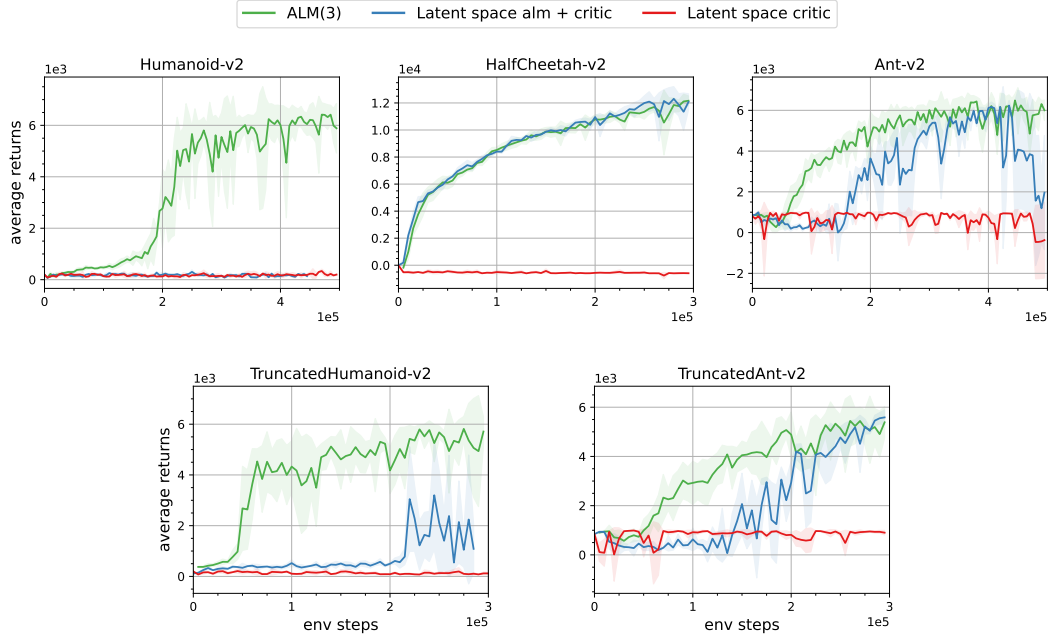 ALM(3) Latent space alm + critic Latent space critic
Humanoid-v2 HalfCheetah-v2 Ant-v2
1e3 1e4 1e3
average returns
6
4
2
0
0 2 4
1e5
1.2
1.0
0.8
0.6
0.4
0.2
0.0
0 1 2 3
1e5
6
4
2
0
−2
0 2 4
1e5
TruncatedHumanoid-v2 TruncatedAnt-v2
1e3 1e3
average returns
6
4
2
0
0 1 2 3
env steps 1e5
6
4
2
0
0 1 2 3
env steps 1e5